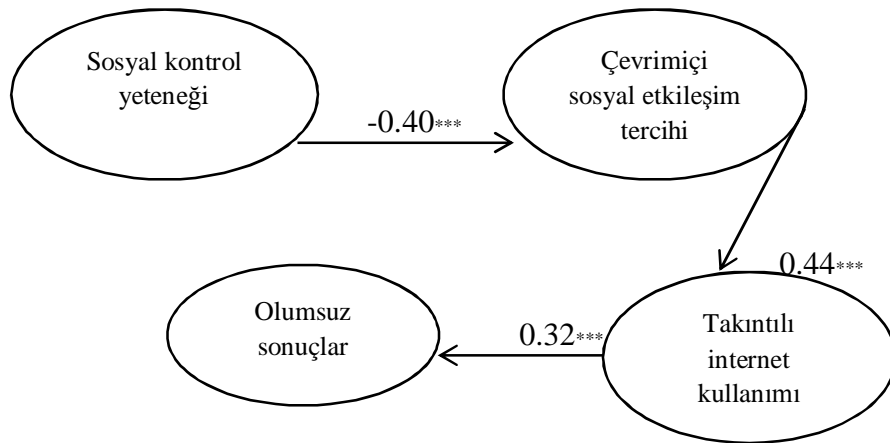 Sosyal kontrol
yeteneği
-0.40***
Çevrimiçi
sosyal etkileşim
tercihi
0.44***
Takıntılı
internet
kullanımı
0.32***
Olumsuz
sonuçlar